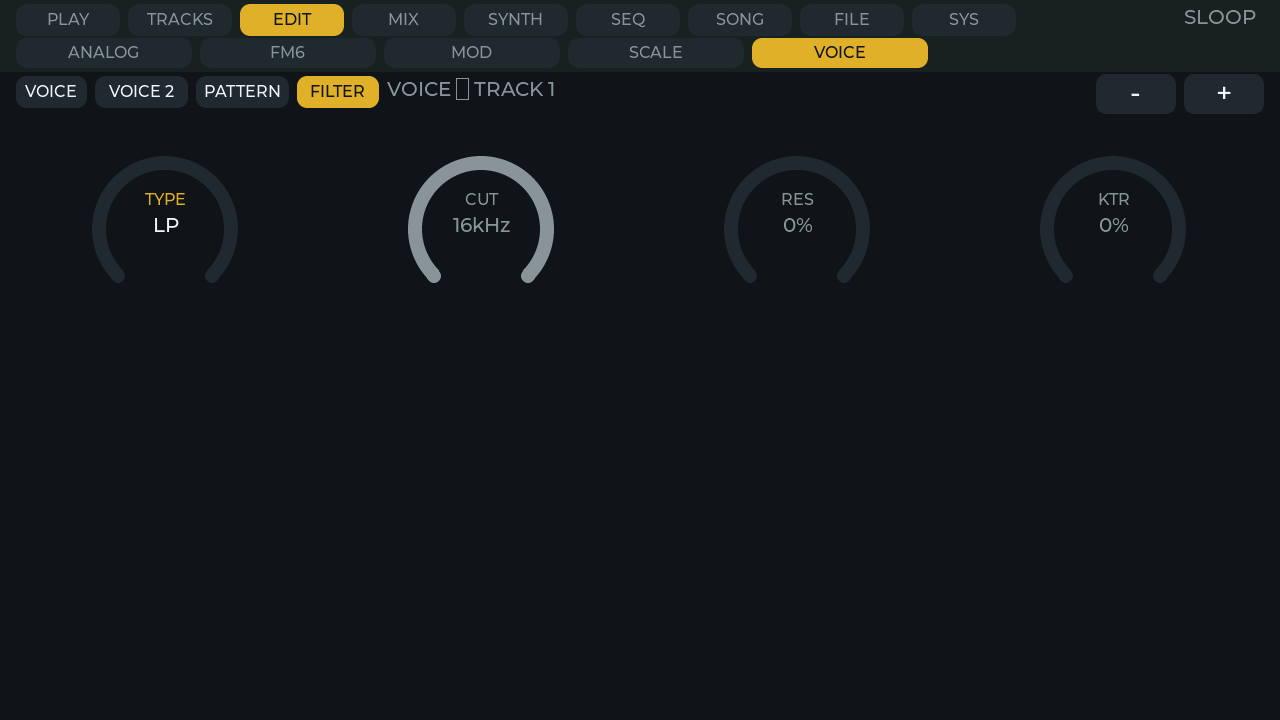 PLAY TRACKS EDIT MIX SYNTH SEQ SONG FILE SYS SLOOP
ANALOG FM6 MOD SCALE VOICE
VOICE VOICE 2 PATTERN FILTER VOICE TRACK 1 - +
TYPE CUT RES KTR
LP 16kHz 0% 0%